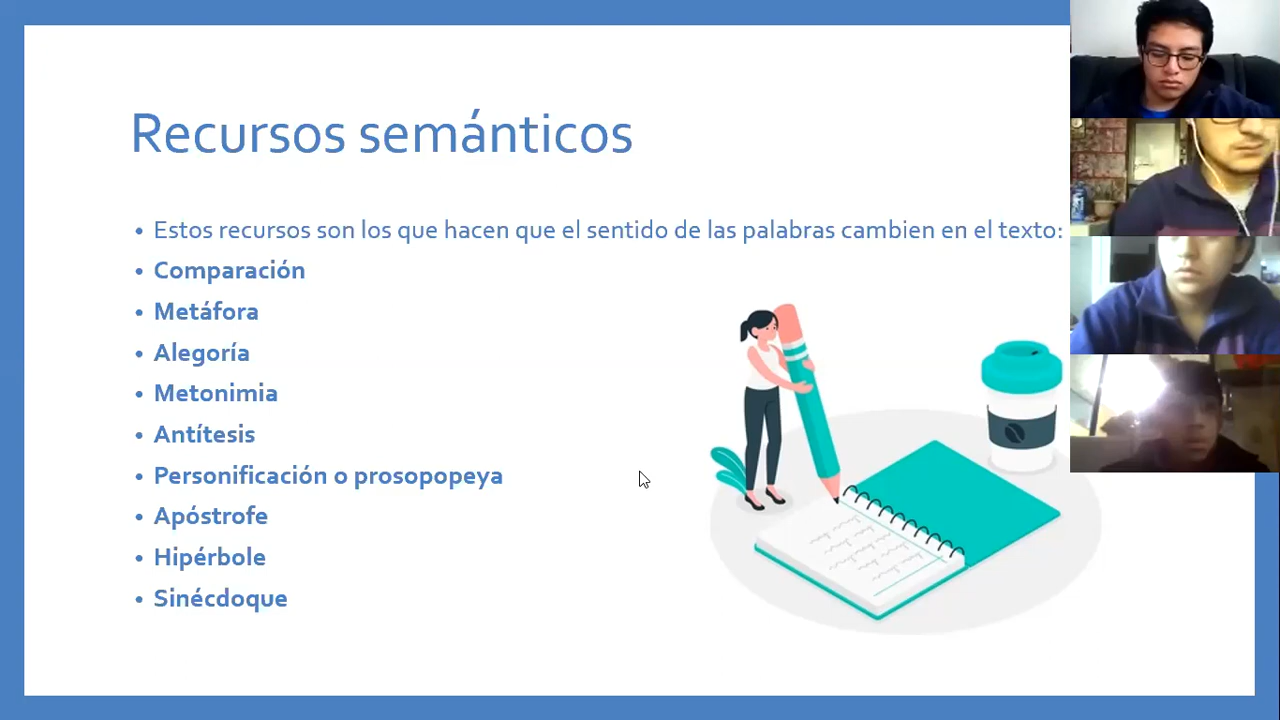 Recursos semánticos
• Estos recursos son los que hacen que el sentido de las palabras cambien en el texto:
• Comparación
• Metáfora
• Alegoría
• Metonimia
• Antítesis
• Personificación o prosopopeya
• Apóstrofe
• Hipérbole
• Sinécdoque